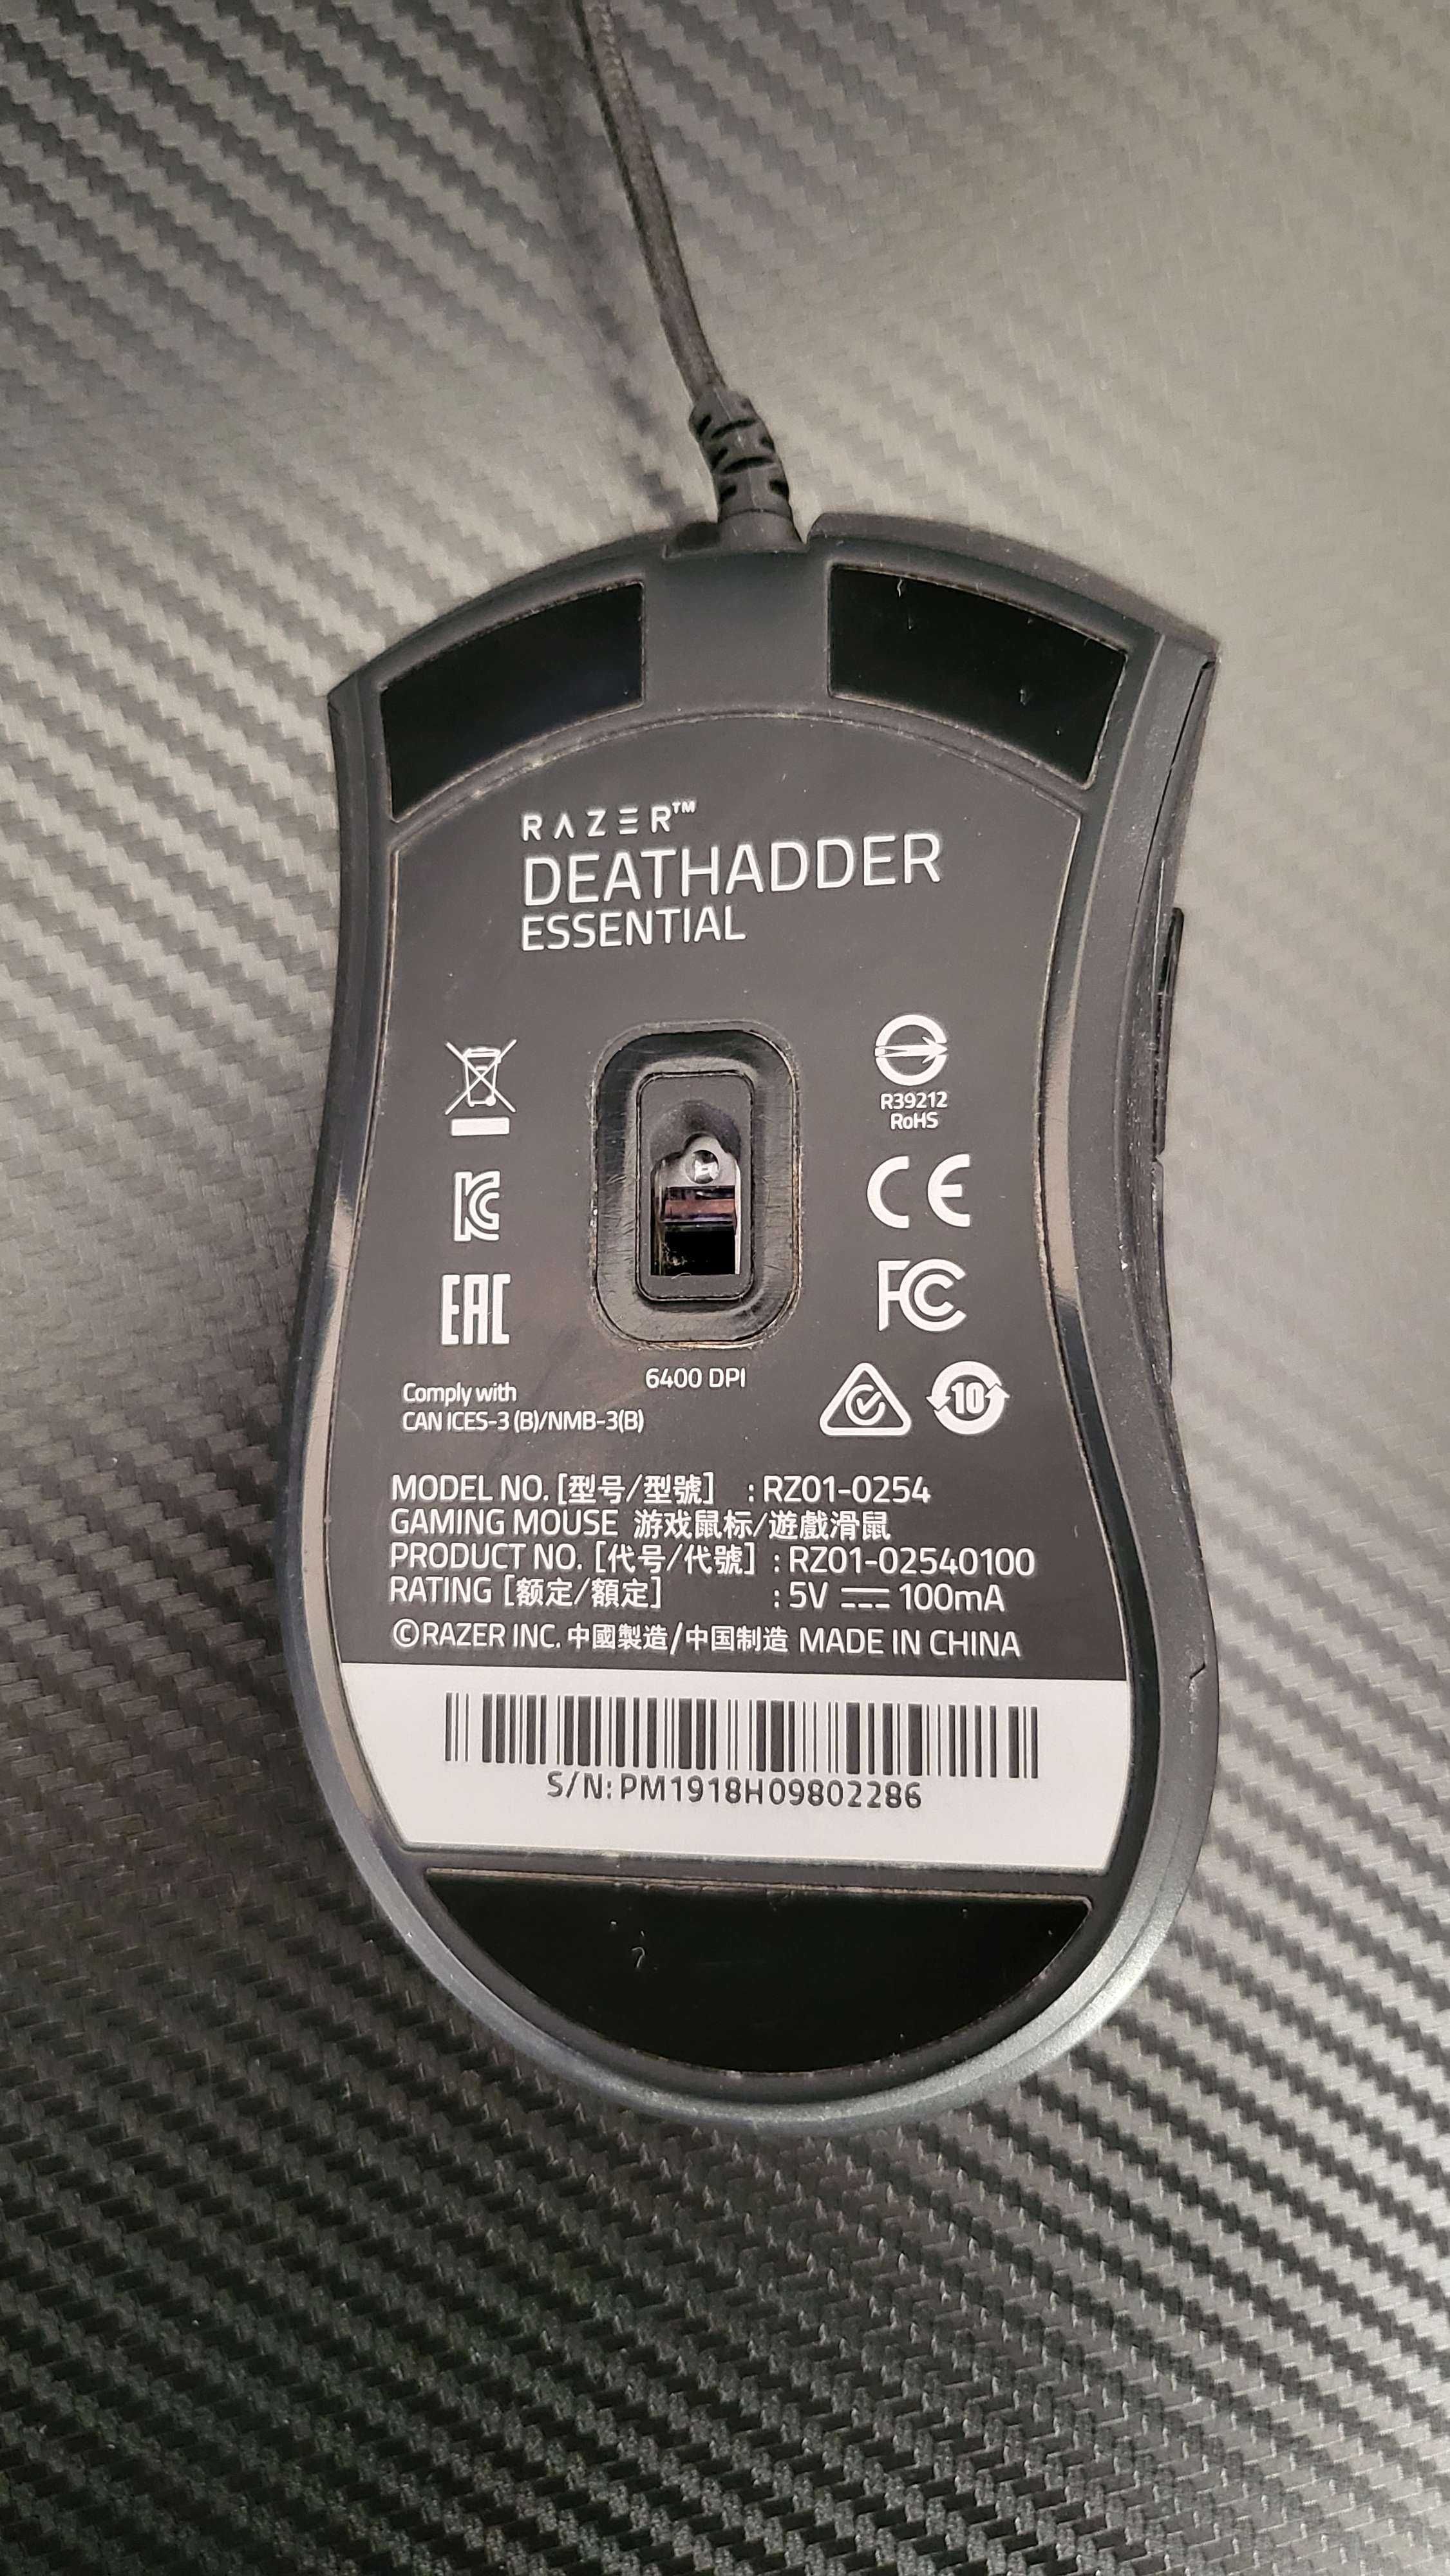 RAZER™
DEATHADDER
ESSENTIAL
R39212
RoHS
CE
FC
EAC
6400 DPI
10
Comply with
CAN ICES-3 (B)/NMB-3(B)
MODEL NO. [型号/型號] : RZ01-0254
GAMING MOUSE 游戏鼠标/遊戲滑鼠
PRODUCT NO. [代号/代號] : RZ01-02540100
RATING [额定/額定] : 5V ⎓ 100mA
©RAZER INC. 中國製造/中国制造 MADE IN CHINA
S/N: PM1918H09802286